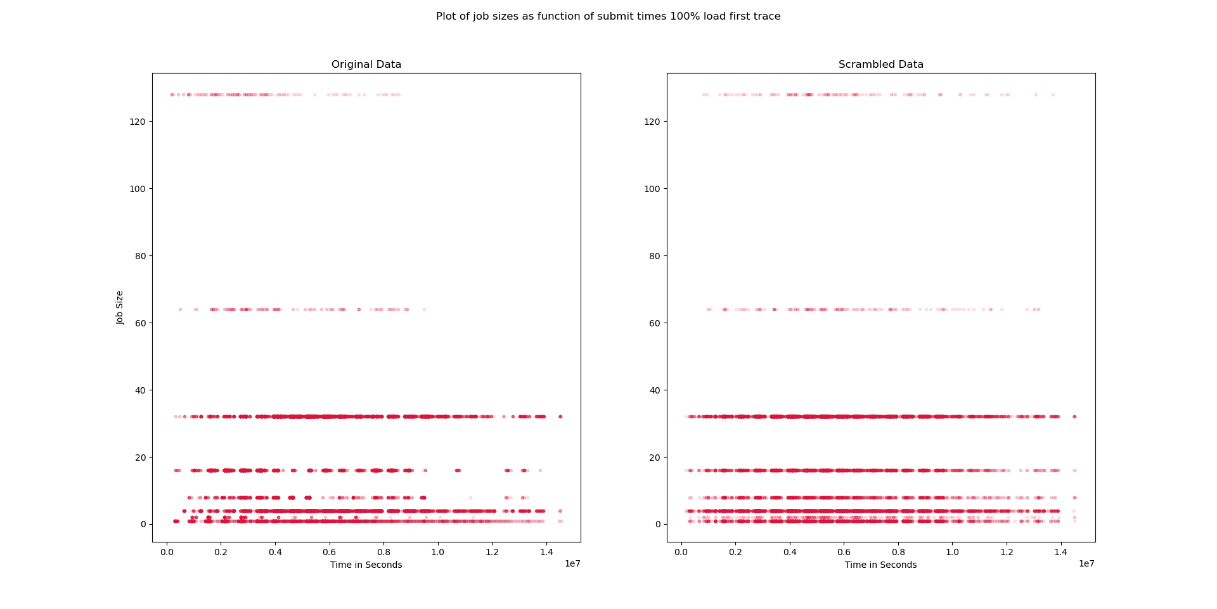 Plot of job sizes as function of submit times 100% load first trace
Original Data
Scrambled Data
Job Size
120
100
80
60
40
20
0
0.0 0.2 0.4 0.6 0.8 1.0 1.2 1.4
1e7
Time in Seconds
120
100
80
60
40
20
0
0.0 0.2 0.4 0.6 0.8 1.0 1.2 1.4
1e7
Time in Seconds